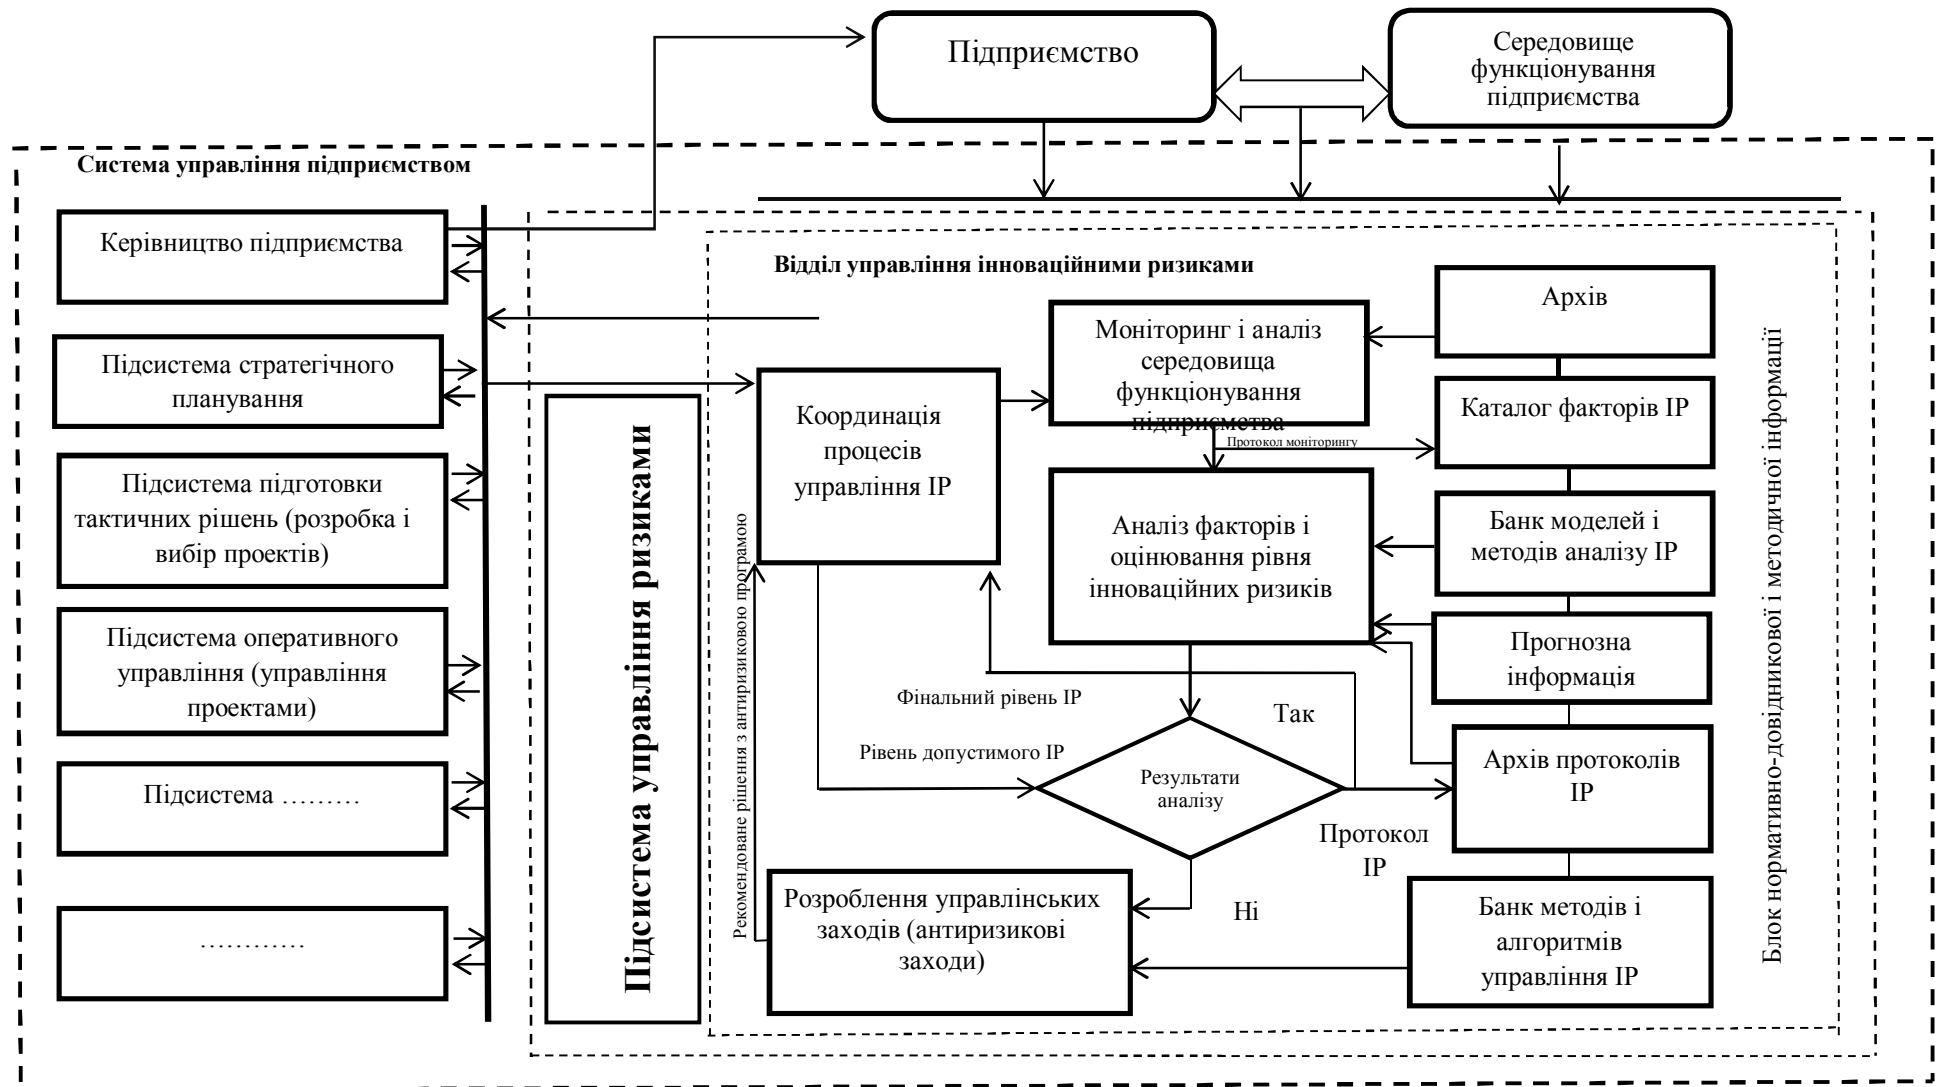 Підприємство
Середовище
функціонування
підприємства
Система управління підприємством
Керівництво підприємства
Підсистема стратегічного
планування
Підсистема підготовки
тактичних рішень (розробка і
вибір проектів)
Підсистема оперативного
управління (управління
проектами)
Підсистема ………
…………
Підсистема управління ризиками
Відділ управління інноваційними ризиками
Координація
процесів
управління ІР
Моніторинг і аналіз
середовища
функціонування
підприємства
Протокол моніторингу
Аналіз факторів і
оцінювання рівня
інноваційних ризиків
Фінальний рівень ІР
Так
Рівень допустимого ІР
Результати
аналізу
Протокол
ІР
Ні
Рекомендоване рішення з антиризиковою програмою
Розроблення управлінських
заходів (антиризикові
заходи)
Архів
Каталог факторів ІР
Банк моделей і
методів аналізу ІР
Прогнозна
інформація
Архів протоколів
ІР
Банк методів і
алгоритмів
управління ІР
Блок нормативно-довідникової і методичної інформації